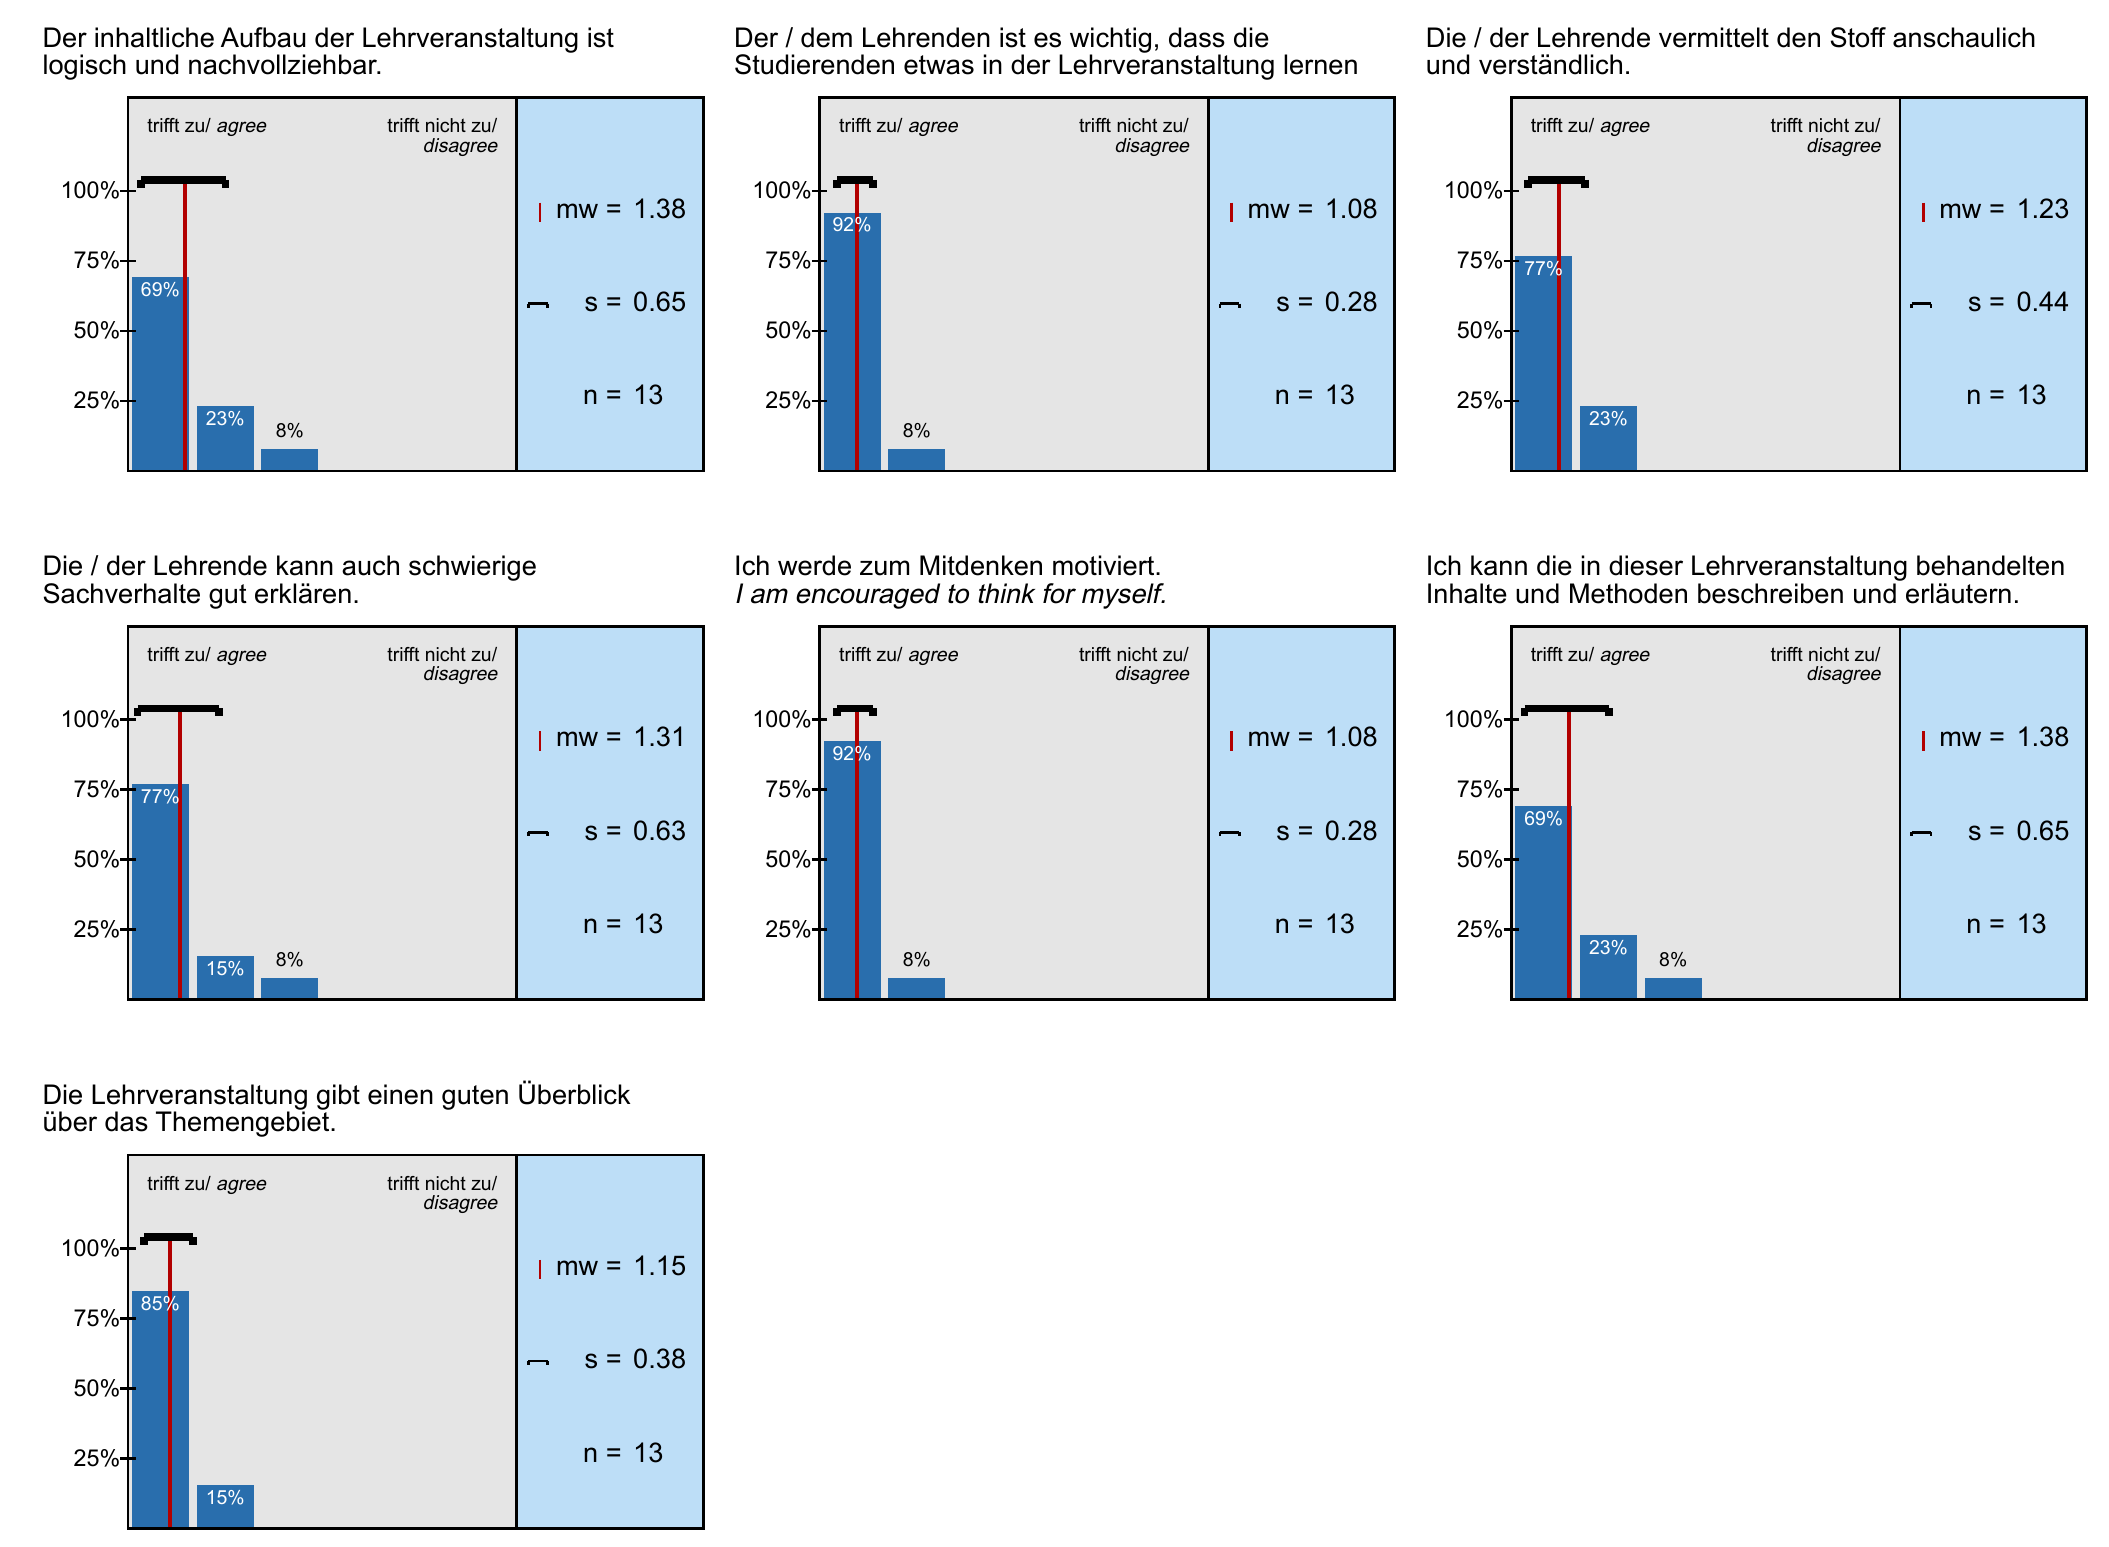 Der inhaltliche Aufbau der Lehrveranstaltung ist
logisch und nachvollziehbar.
trifft zu/ agree
trifft nicht zu/
disagree
100%
75%
50%
25%
69%
23%
8%
mw = 1.38
s = 0.65
n = 13
Der / dem Lehrenden ist es wichtig, dass die
Studierenden etwas in der Lehrveranstaltung lernen
trifft zu/ agree
trifft nicht zu/
disagree
100%
75%
50%
25%
92%
8%
mw = 1.08
s = 0.28
n = 13
Die / der Lehrende vermittelt den Stoff anschaulich
und verständlich.
trifft zu/ agree
trifft nicht zu/
disagree
100%
75%
50%
25%
77%
23%
mw = 1.23
s = 0.44
n = 13
Die / der Lehrende kann auch schwierige
Sachverhalte gut erklären.
trifft zu/ agree
trifft nicht zu/
disagree
100%
75%
50%
25%
77%
15%
8%
mw = 1.31
s = 0.63
n = 13
Ich werde zum Mitdenken motiviert.
I am encouraged to think for myself.
trifft zu/ agree
trifft nicht zu/
disagree
100%
75%
50%
25%
92%
8%
mw = 1.08
s = 0.28
n = 13
Ich kann die in dieser Lehrveranstaltung behandelten
Inhalte und Methoden beschreiben und erläutern.
trifft zu/ agree
trifft nicht zu/
disagree
100%
75%
50%
25%
69%
23%
8%
mw = 1.38
s = 0.65
n = 13
Die Lehrveranstaltung gibt einen guten Überblick
über das Themengebiet.
trifft zu/ agree
trifft nicht zu/
disagree
100%
75%
50%
25%
85%
15%
mw = 1.15
s = 0.38
n = 13